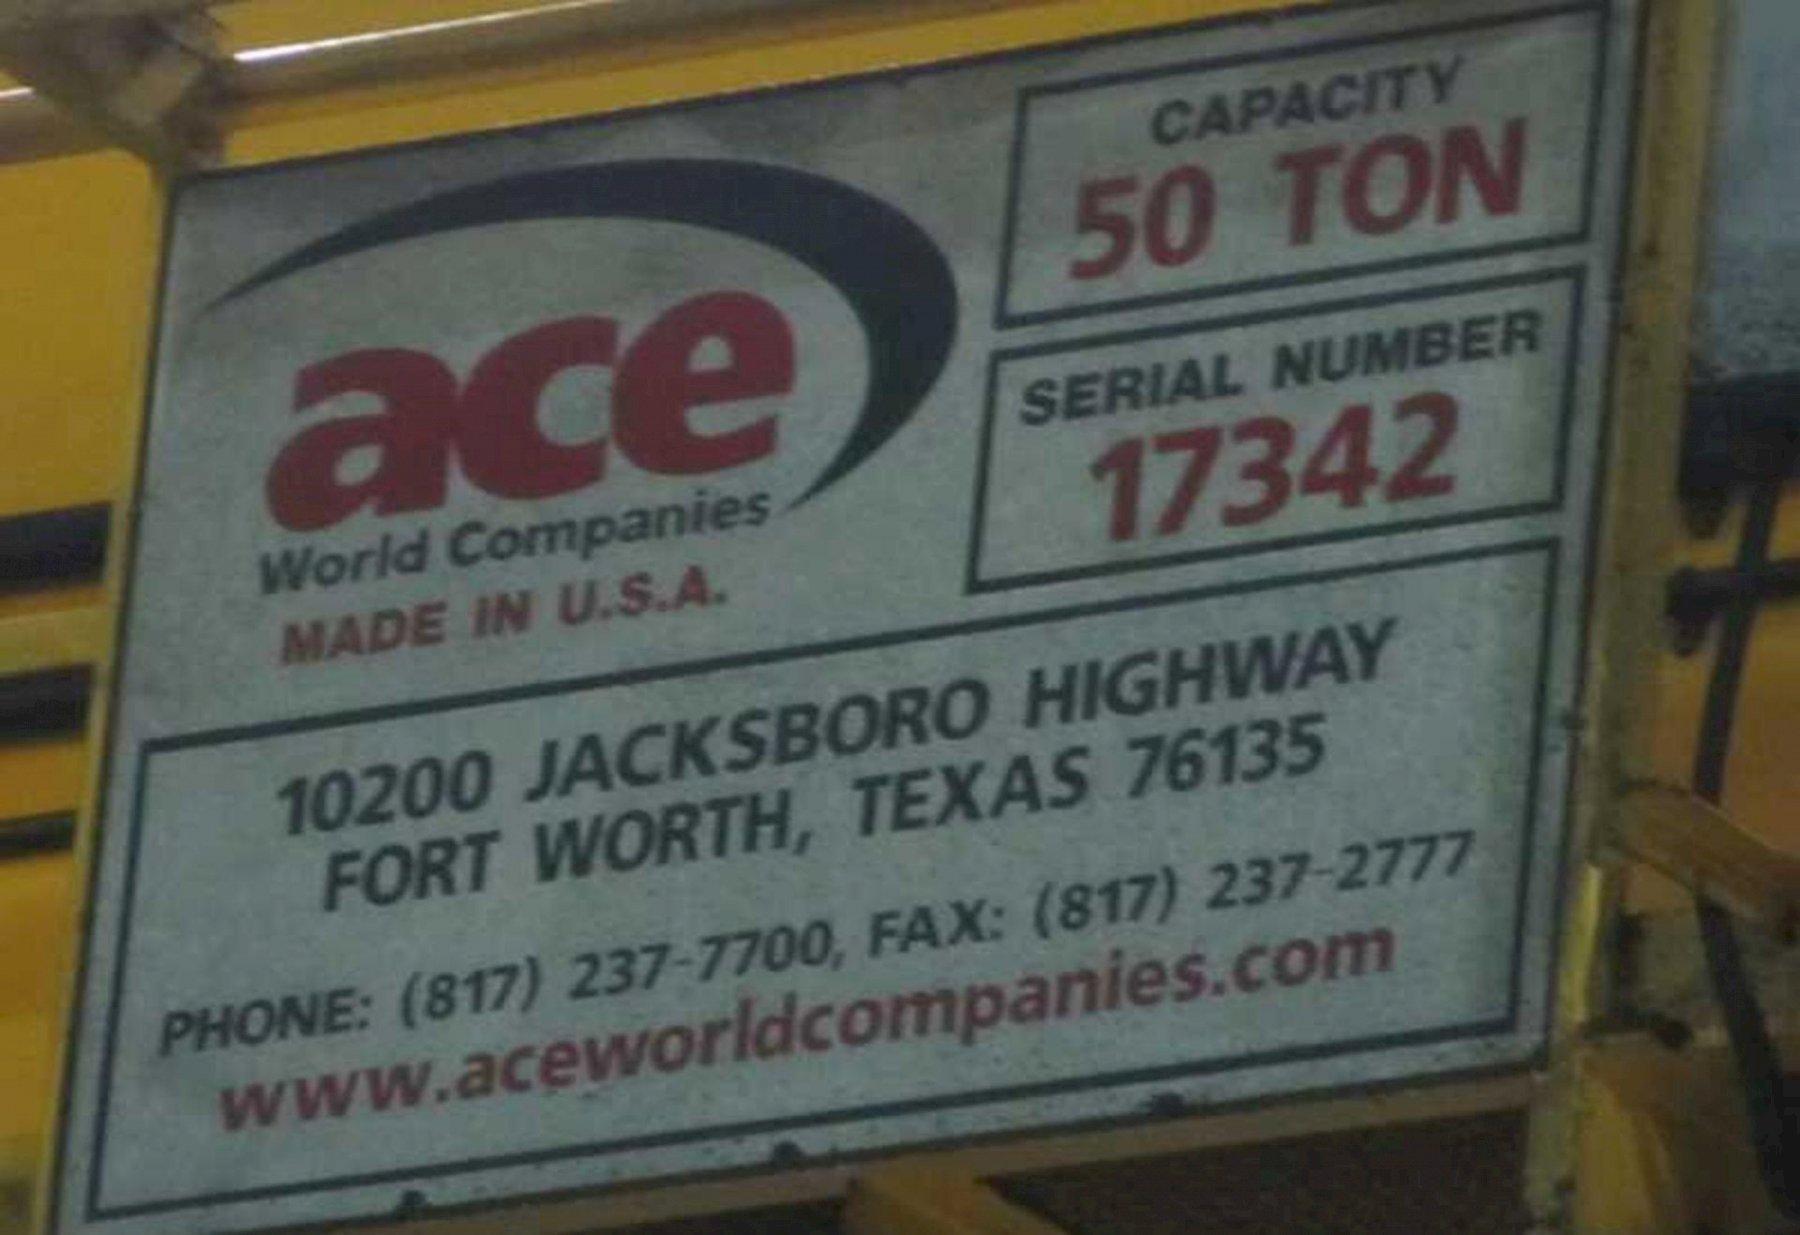 ace
World Companies
MADE IN U.S.A.
CAPACITY
50 TON
SERIAL NUMBER
17342
10200 JACKSBORO HIGHWAY
FORT WORTH, TEXAS 76135
PHONE: (817) 237-7700, FAX: (817) 237-2777
www.aceworldcompanies.com